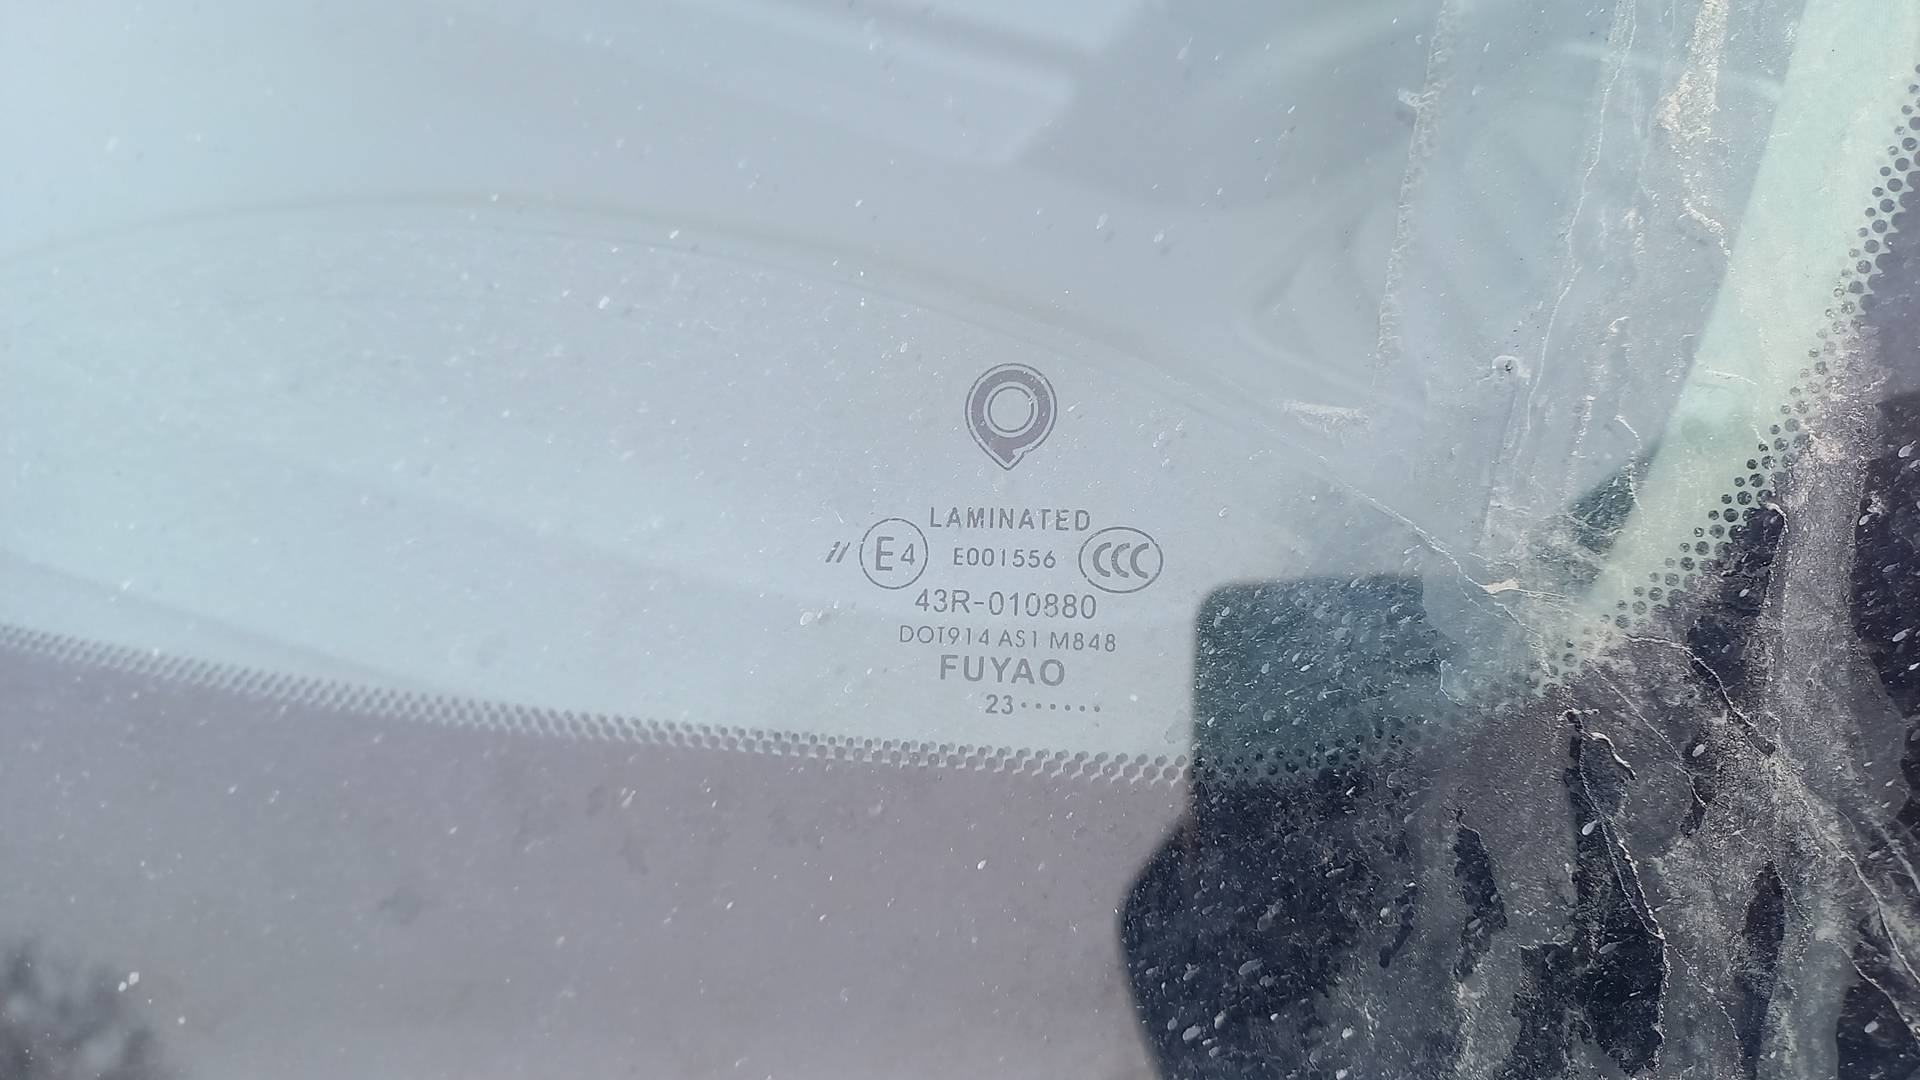 LAMINATED
// E4 E001556 CCC
43R-010880
DOT914 AS1 M848
FUYAO
23······